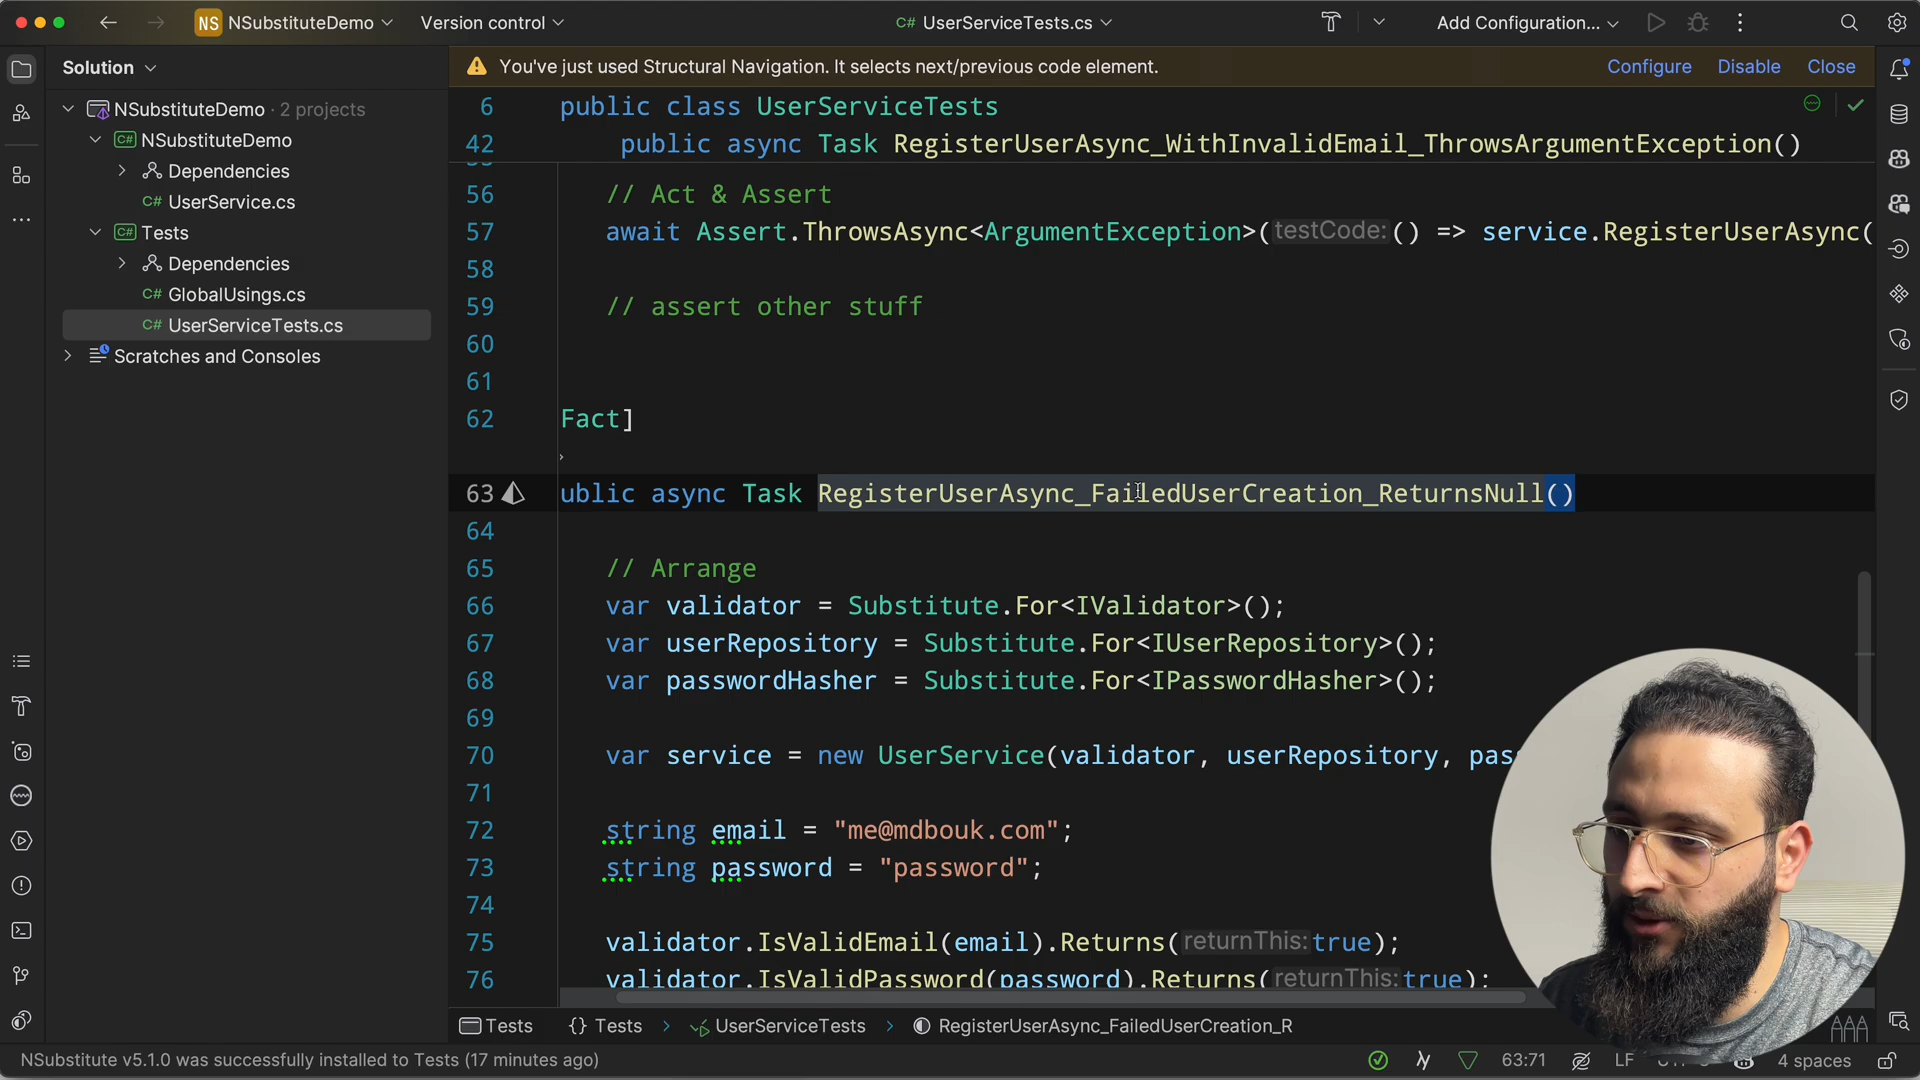 NS NSubstituteDemo Version control C# UserServiceTests.cs Add Configuration...
Solution
You've just used Structural Navigation. It selects next/previous code element. Configure Disable Close
NSubstituteDemo · 2 projects
C# NSubstituteDemo
Dependencies
C# UserService.cs
C# Tests
Dependencies
C# GlobalUsings.cs
C# UserServiceTests.cs
Scratches and Consoles
6 public class UserServiceTests
42 public async Task RegisterUserAsync_WithInvalidEmail_ThrowsArgumentException()
56 // Act & Assert
57 await Assert.ThrowsAsync<ArgumentException>(testCode:() => service.RegisterUserAsync(
58
59 // assert other stuff
60
61
62 Fact]
63 ublic async Task RegisterUserAsync_FailedUserCreation_ReturnsNull()
64
65 // Arrange
66 var validator = Substitute.For<IValidator>();
67 var userRepository = Substitute.For<IUserRepository>();
68 var passwordHasher = Substitute.For<IPasswordHasher>();
69
70 var service = new UserService(validator, userRepository, pas
71
72 string email = "me@mdbouk.com";
73 string password = "password";
74
75 validator.IsValidEmail(email).Returns(returnThis:true);
76 validator.IsValidPassword(password).Returns(returnThis:true);
Tests {} Tests > UserServiceTests > RegisterUserAsync_FailedUserCreation_R
NSubstitute v5.1.0 was successfully installed to Tests (17 minutes ago) 63:71 LF 4 spaces